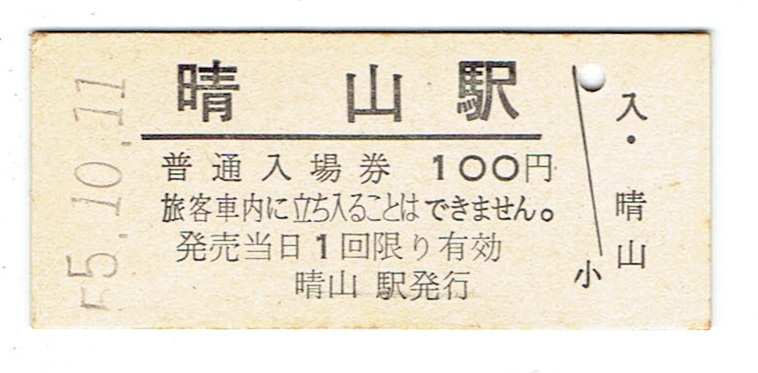 55.10.11
晴山駅
普通入場券 100円
旅客車内に立ち入ることはできません。
発売当日1回限り有効
晴山駅発行
入・晴山
小